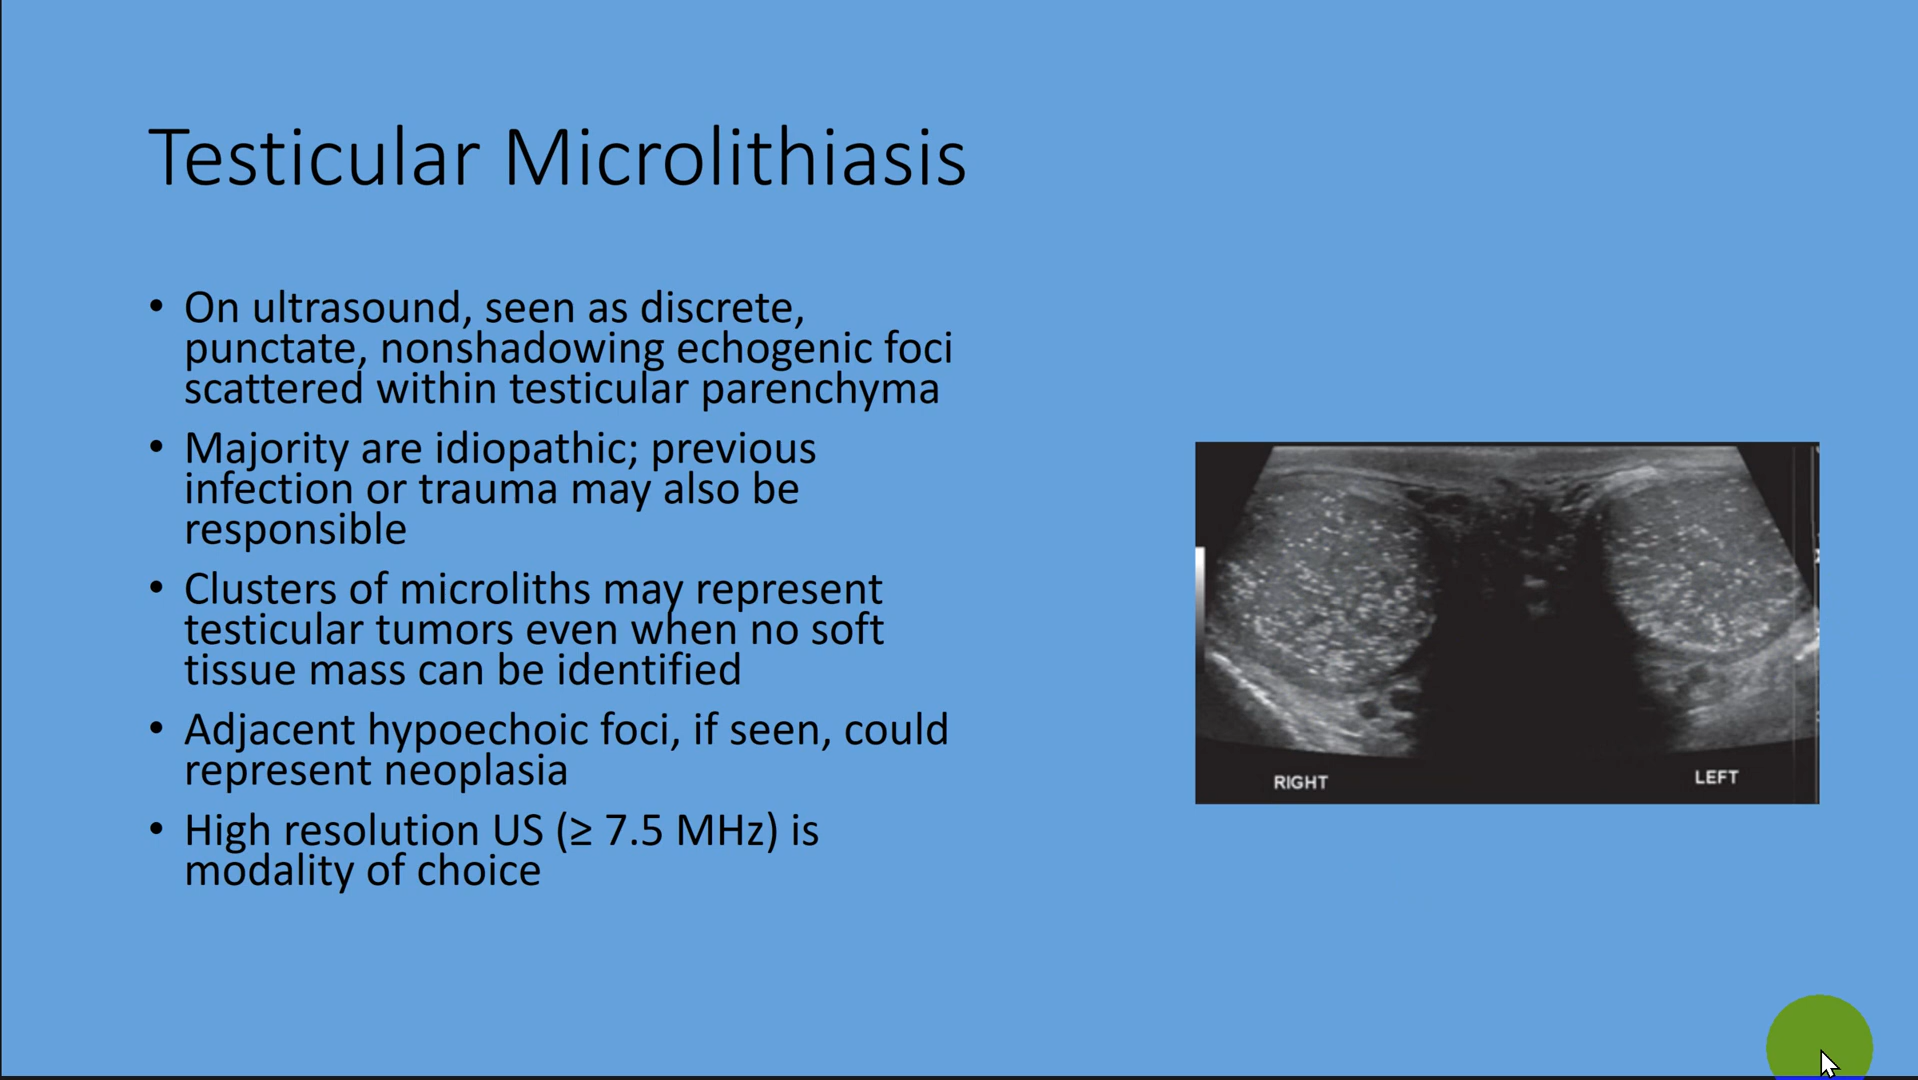 Testicular Microlithiasis
• On ultrasound, seen as discrete,
punctate, nonshadowing echogenic foci
scattered within testicular parenchyma
• Majority are idiopathic; previous
infection or trauma may also be
responsible
• Clusters of microliths may represent
testicular tumors even when no soft
tissue mass can be identified
• Adjacent hypoechoic foci, if seen, could
represent neoplasia
• High resolution US (≥ 7.5 MHz) is
modality of choice
RIGHT
LEFT